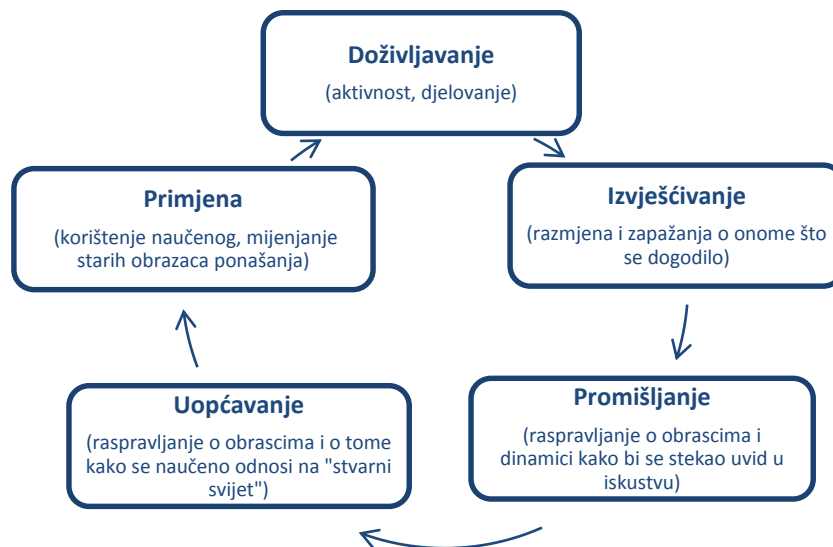 Doživljavanje
(aktivnost, djelovanje)
Izvješćivanje
(razmjena i zapažanja o onome što
se dogodilo)
Promišljanje
(raspravljanje o obrascima i
dinamici kako bi se stekao uvid u
iskustvu)
Uopćavanje
(raspravljanje o obrascima i o tome
kako se naučeno odnosi na "stvarni
svijet")
Primjena
(korištenje naučenog, mijenjanje
starih obrazaca ponašanja)